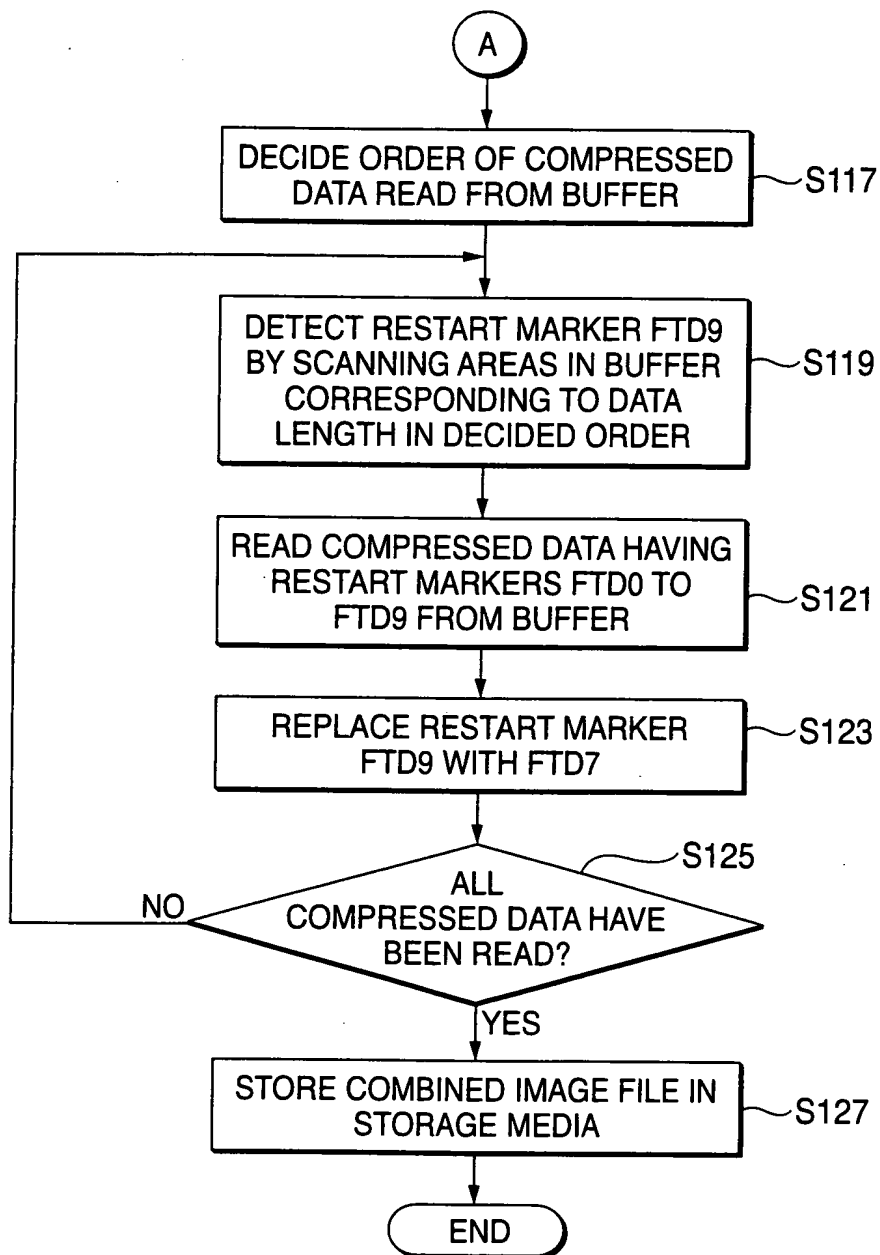 A
DECIDE ORDER OF COMPRESSED
DATA READ FROM BUFFER
S117
DETECT RESTART MARKER FTD9
BY SCANNING AREAS IN BUFFER
CORRESPONDING TO DATA
LENGTH IN DECIDED ORDER
S119
READ COMPRESSED DATA HAVING
RESTART MARKERS FTD0 TO
FTD9 FROM BUFFER
S121
REPLACE RESTART MARKER
FTD9 WITH FTD7
S123
S125
ALL
COMPRESSED DATA HAVE
BEEN READ?
NO
YES
STORE COMBINED IMAGE FILE IN
STORAGE MEDIA
S127
END